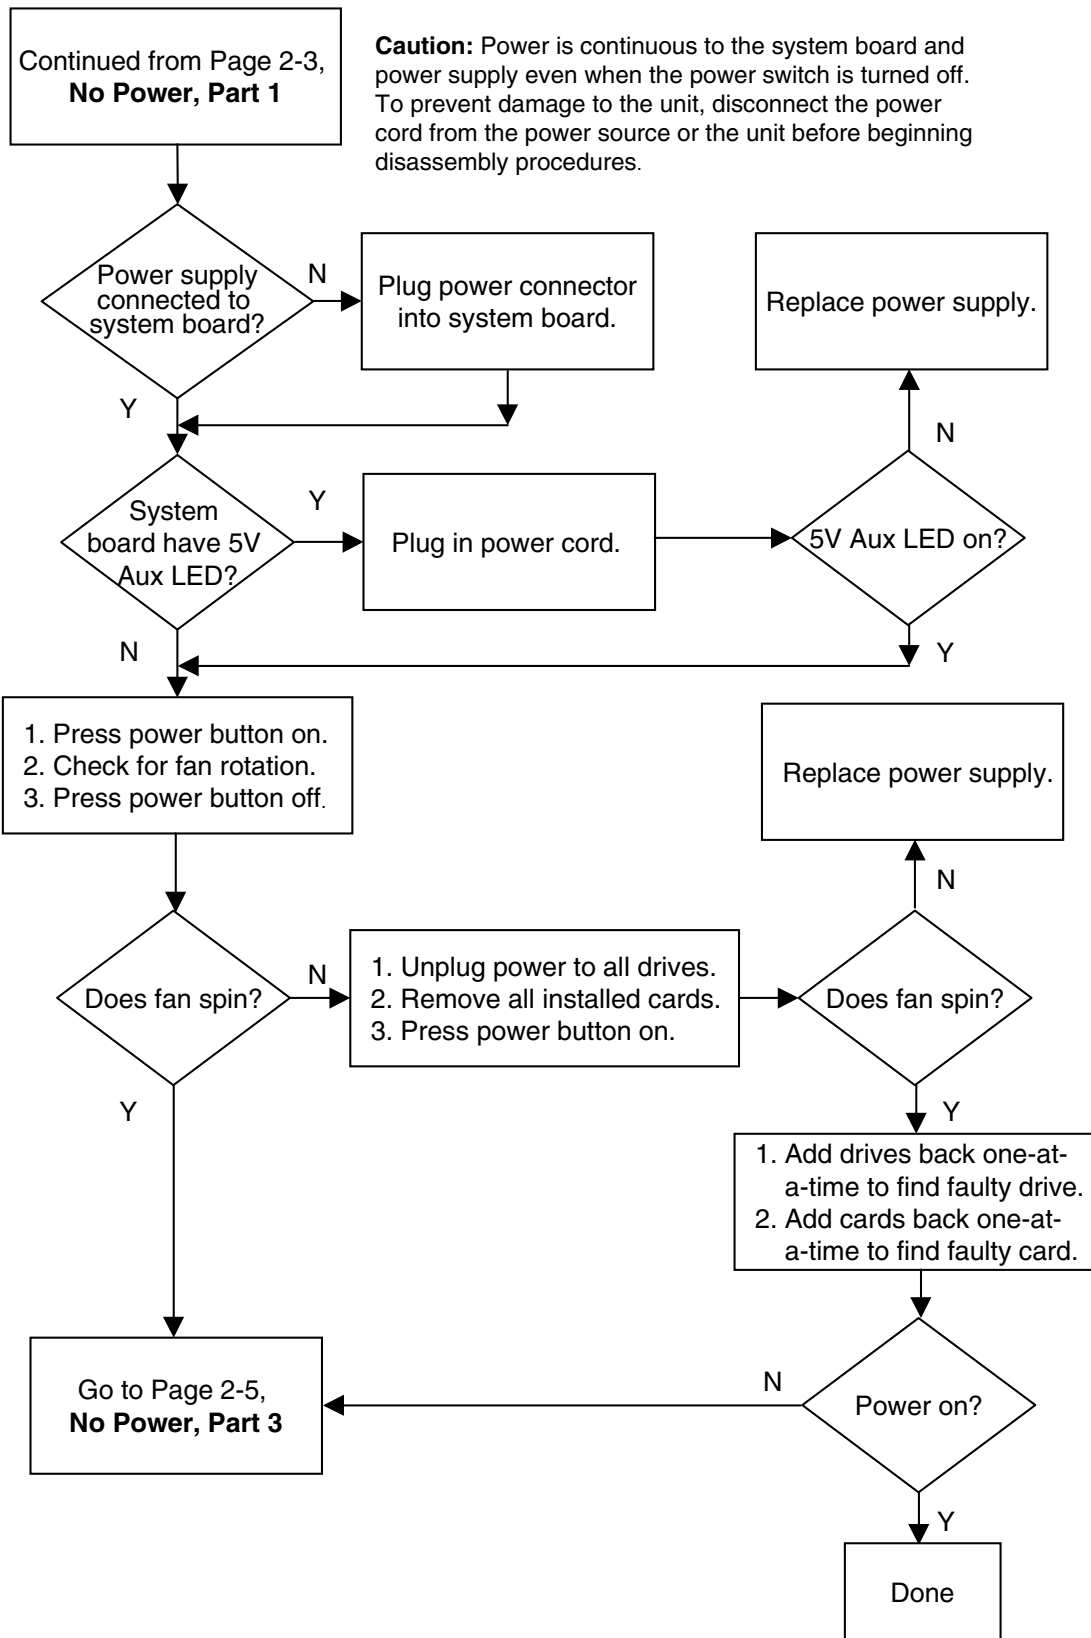 Continued from Page 2-3,
No Power, Part 1
Caution: Power is continuous to the system board and
power supply even when the power switch is turned off.
To prevent damage to the unit, disconnect the power
cord from the power source or the unit before beginning
disassembly procedures.
Power supply
connected to
system board?
N
Plug power connector
into system board.
Replace power supply.
Y
N
System
board have 5V
Aux LED?
Y
Plug in power cord.
5V Aux LED on?
N
Y
1. Press power button on.
2. Check for fan rotation.
3. Press power button off.
Replace power supply.
N
Does fan spin?
N
1. Unplug power to all drives.
2. Remove all installed cards.
3. Press power button on.
Does fan spin?
Y
Y
1. Add drives back one-at-
a-time to find faulty drive.
2. Add cards back one-at-
a-time to find faulty card.
Go to Page 2-5,
No Power, Part 3
N
Power on?
Y
Done